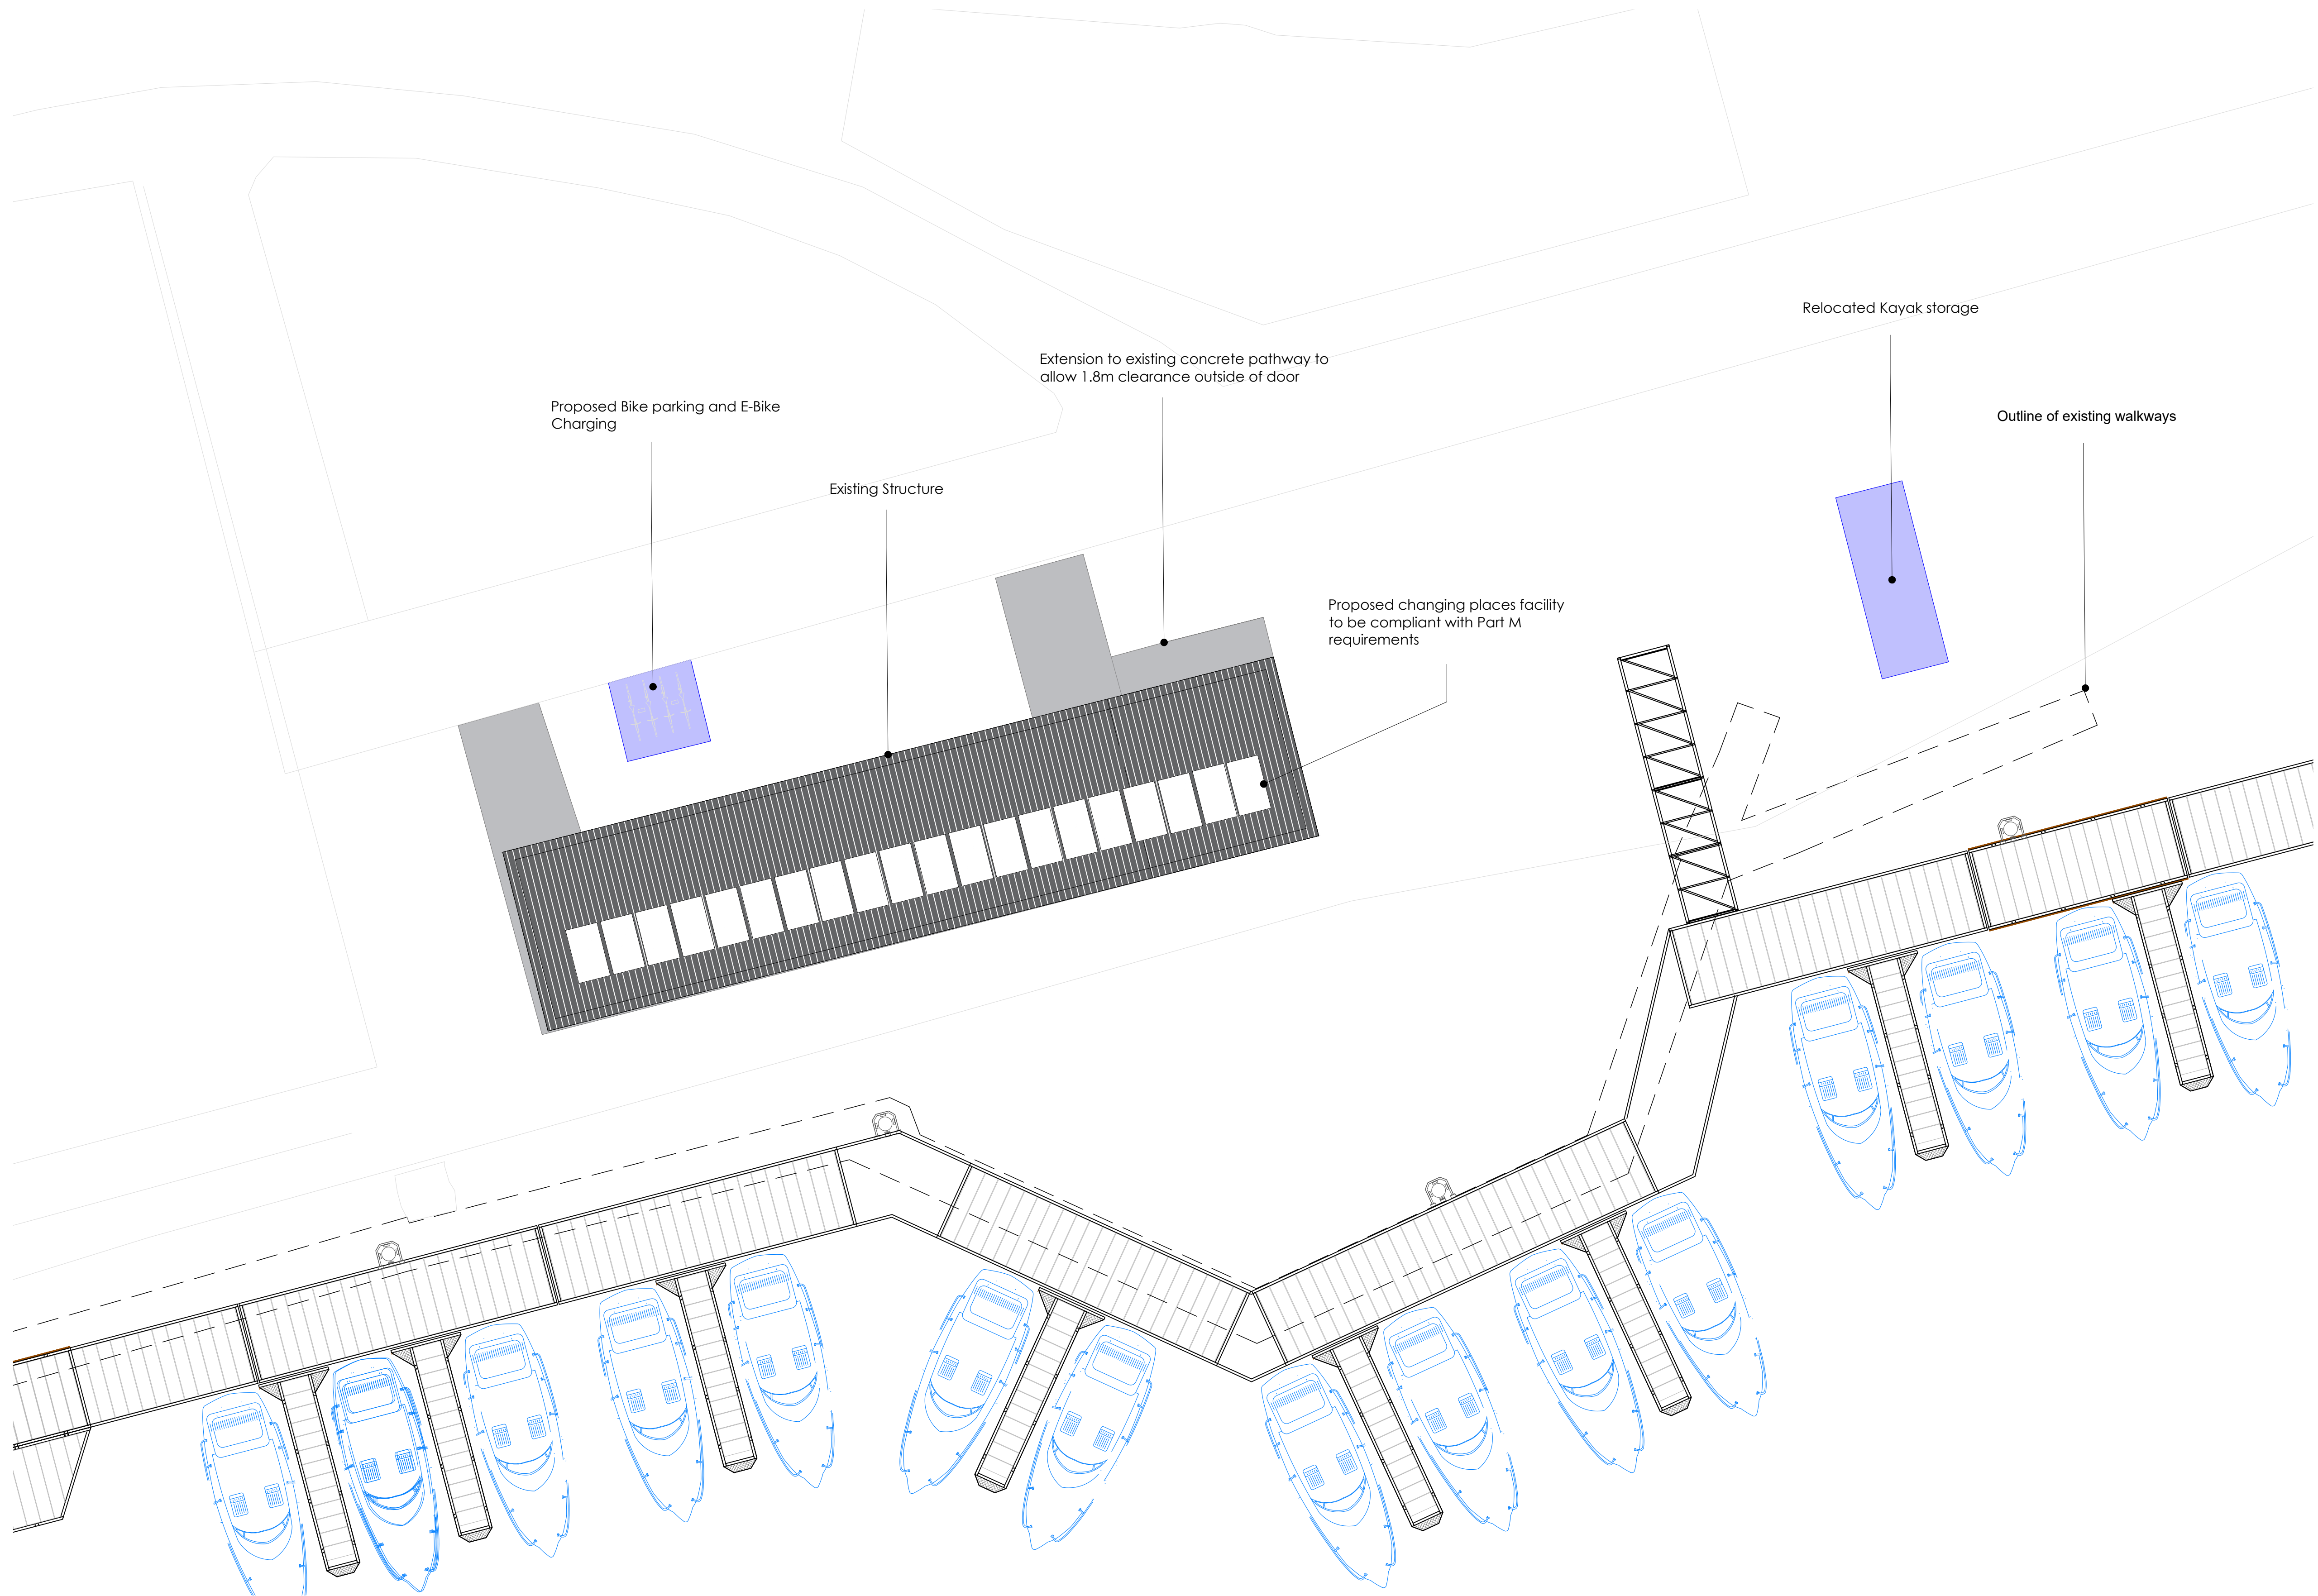 Relocated Kayak storage
Extension to existing concrete pathway to
allow 1.8m clearance outside of door
Proposed Bike parking and E-Bike
Charging
Outline of existing walkways
Existing Structure
Proposed changing places facility
to be compliant with Part M
requirements